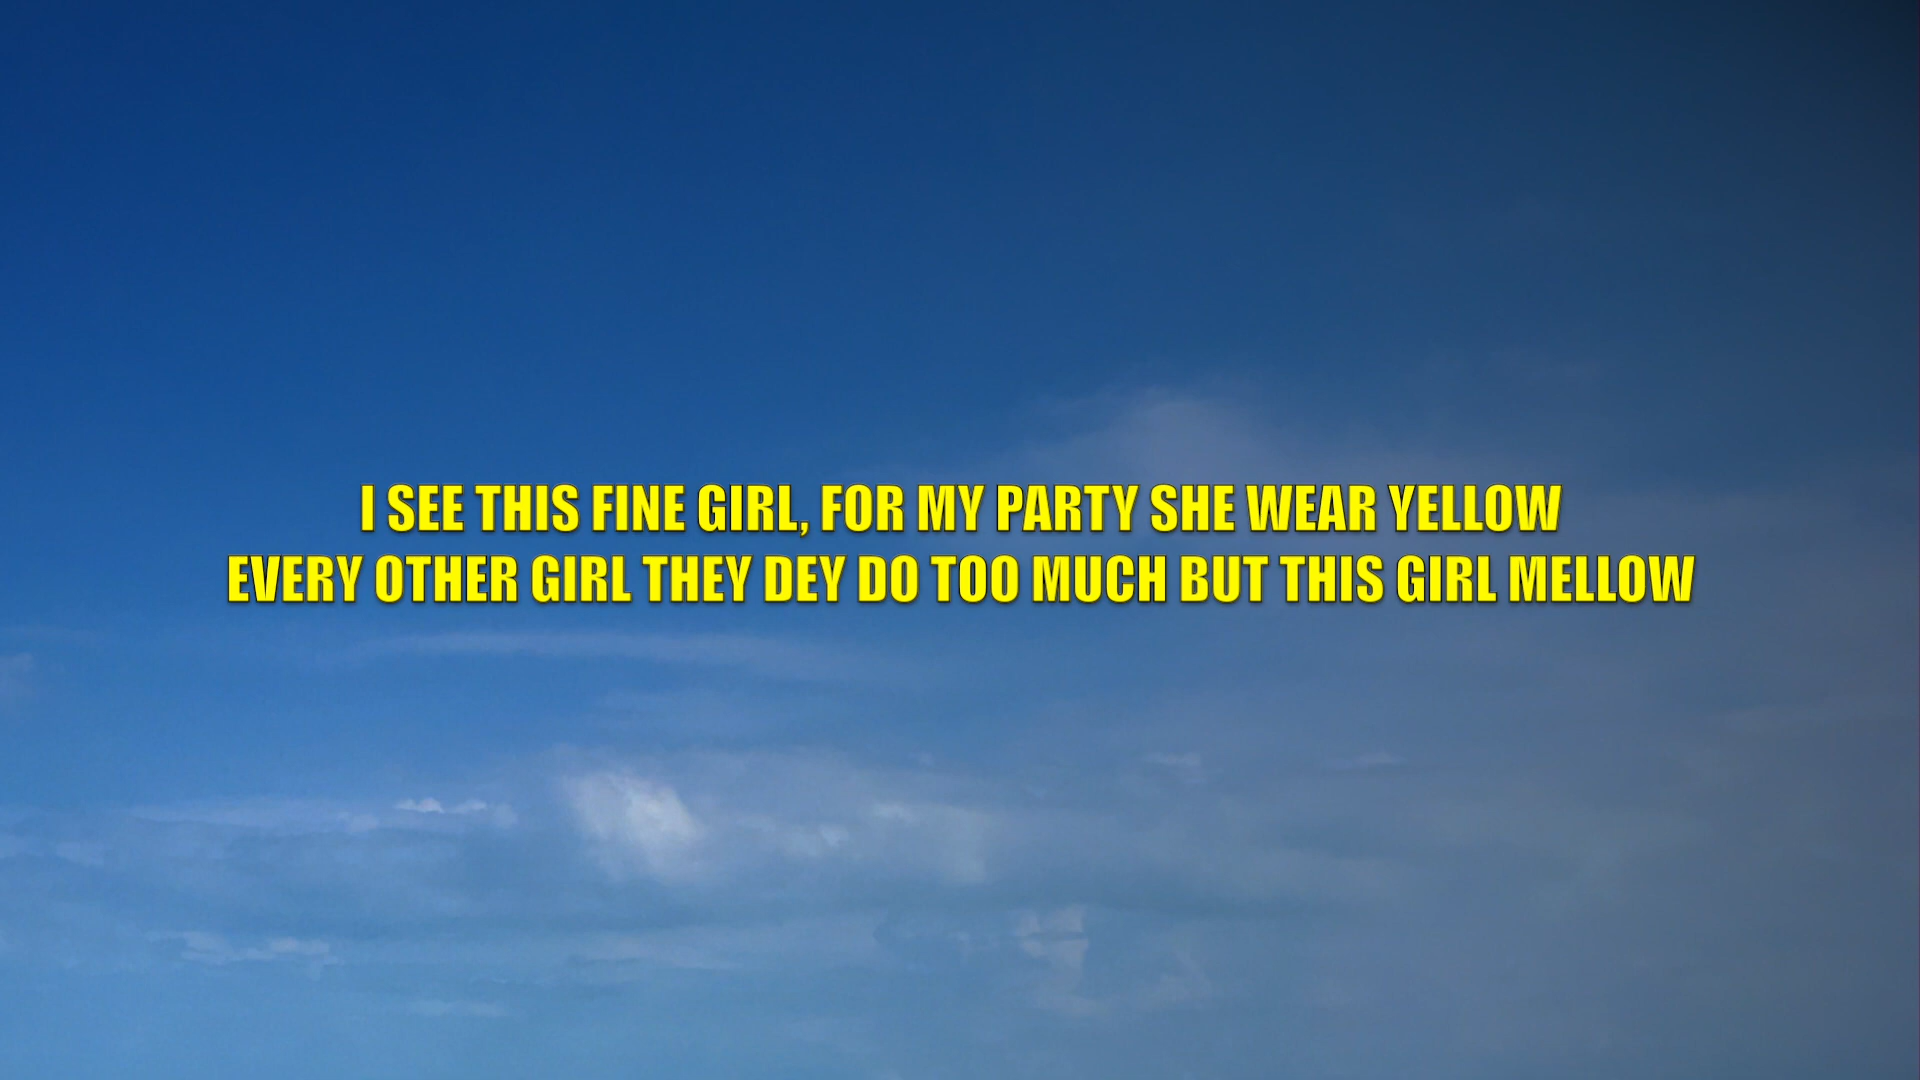 I SEE THIS FINE GIRL, FOR MY PARTY SHE WEAR YELLOW
EVERY OTHER GIRL THEY DEY DO TOO MUCH BUT THIS GIRL MELLOW